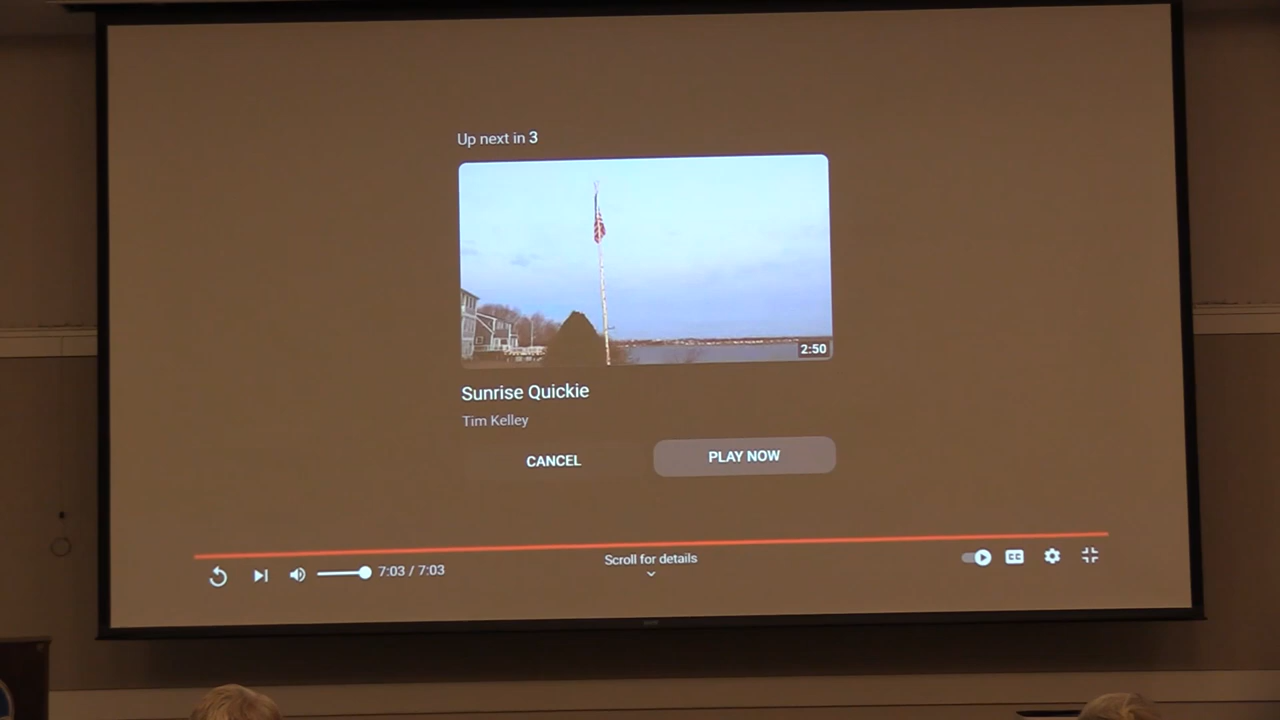 Up next in 3
2:50
Sunrise Quickie
Tim Kelley
CANCEL
PLAY NOW
7:03 / 7:03
Scroll for details
CC